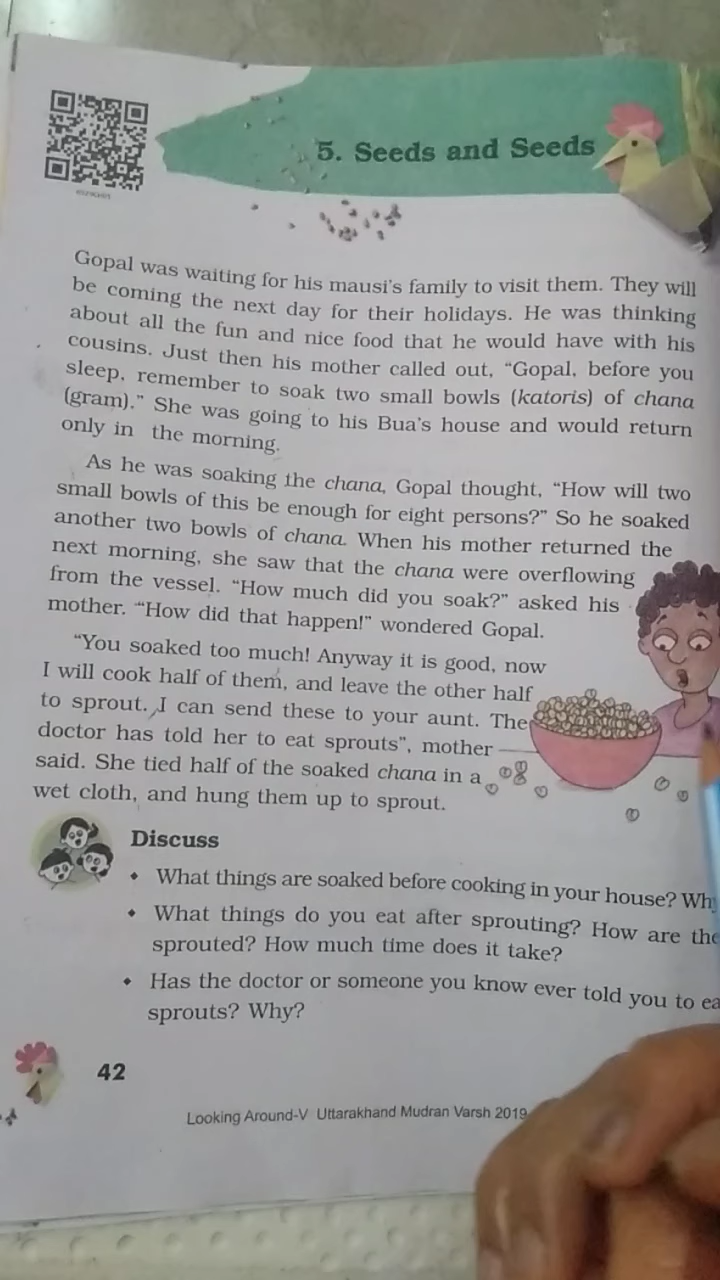 5. Seeds and Seeds
Gopal was waiting for his mausi's family to visit them. They will
be coming the next day for their holidays. He was thinking
about all the fun and nice food that he would have with his
cousins. Just then his mother called out, "Gopal, before you
sleep, remember to soak two small bowls (katoris) of chana
(gram)." She was going to his Bua's house and would return
only in the morning.
As he was soaking the chana, Gopal thought, "How will two
small bowls of this be enough for eight persons?" So he soaked
another two bowls of chana. When his mother returned the
next morning, she saw that the chana were overflowing
from the vessel. "How much did you soak?" asked his
mother. "How did that happen!" wondered Gopal.
"You soaked too much! Anyway it is good, now
I will cook half of them, and leave the other half
to sprout. I can send these to your aunt. The
doctor has told her to eat sprouts", mother
said. She tied half of the soaked chana in a
wet cloth, and hung them up to sprout.
Discuss
• What things are soaked before cooking in your house?
• What things do you eat after sprouting? How are
sprouted? How much time does it take?
• Has the doctor or someone you know ever told you to
sprouts? Why?
42
Looking Around-V Uttarakhand Mudran Varsh 2019